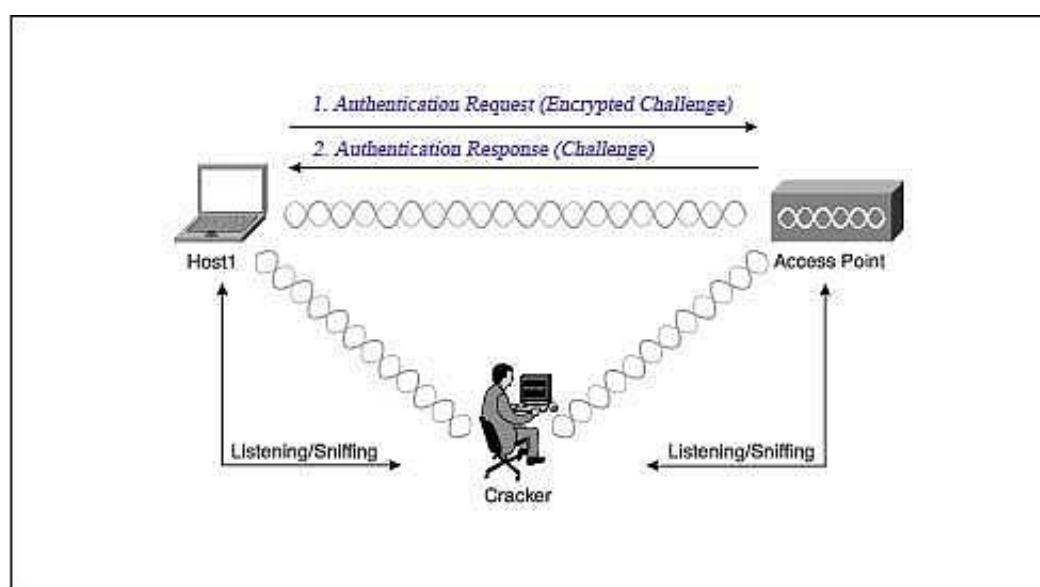 1. Authentication Request (Encrypted Challenge)
2. Authentication Response (Challenge)
Host1
Access Point
Listening/Sniffing
Listening/Sniffing
Cracker